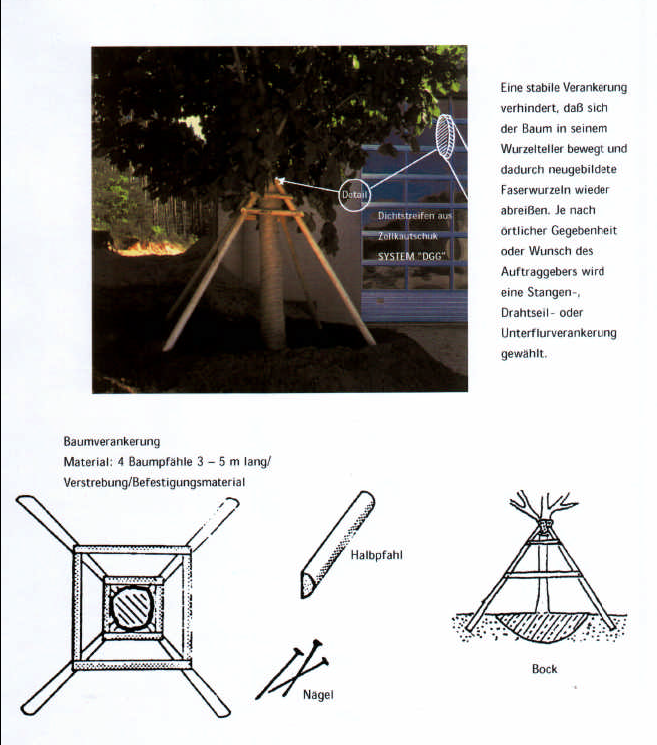 Eine stabile Verankerung
verhindert, daß sich
der Baum in seinem
Wurzelteller bewegt und
dadurch neugebildete
Faserwurzeln wieder
abreißen. Je nach
örtlicher Gegebenheit
oder Wunsch des
Auftraggebers wird
eine Stangen-,
Drahtseil- oder
Unterflurverankerung
gewählt.
Detail
Dichtstreifen aus
Zellkautschuk
SYSTEM "DGG"
Baumverankerung
Material: 4 Baumpfähle 3 – 5 m lang/
Verstrebung/Befestigungsmaterial
Halbpfahl
Nägel
Bock